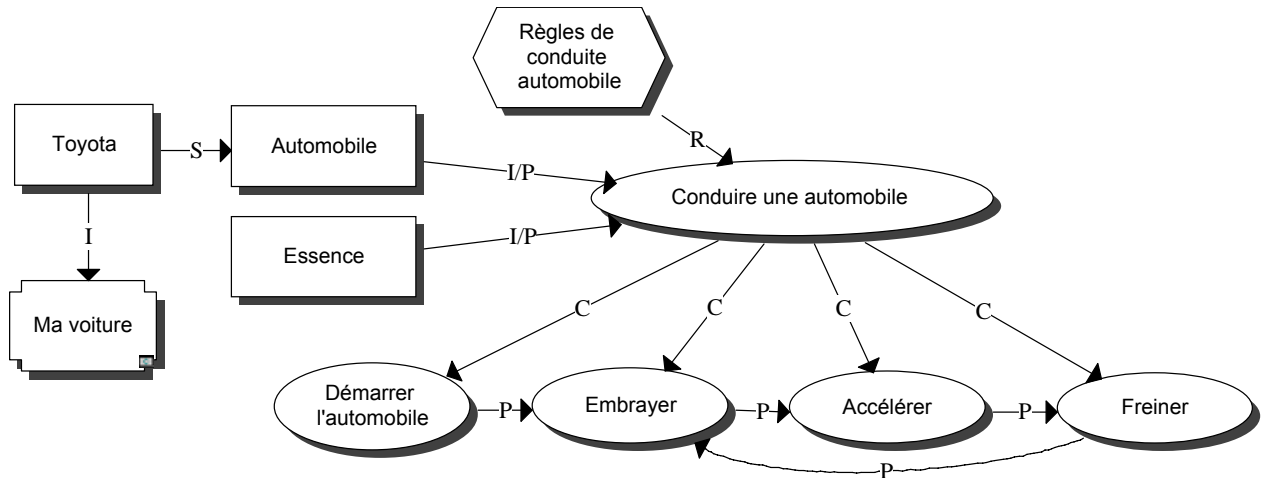 Règles de
conduite
automobile
Toyota
S
Automobile
R
I/P
Conduire une automobile
I
Essence
I/P
Ma voiture
C
C
C
C
Démarrer
l'automobile
P
Embrayer
P
Accélérer
P
Freiner
P